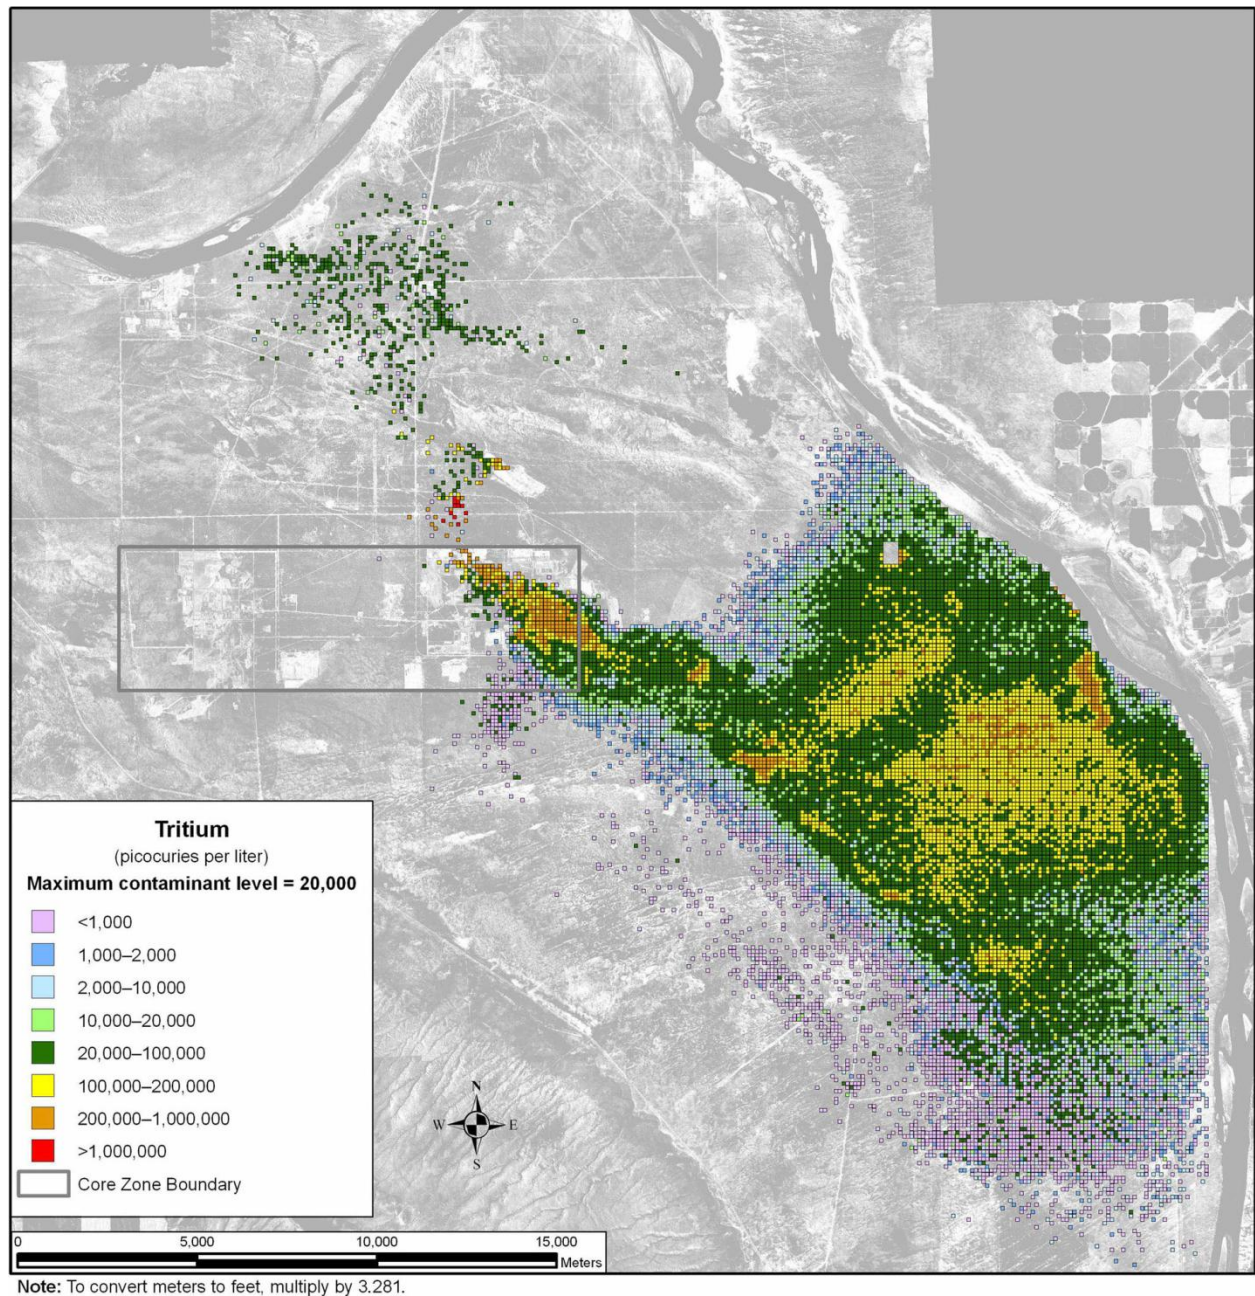 Tritium
(picocuries per liter)
Maximum contaminant level = 20,000
<1,000
1,000–2,000
2,000–10,000
10,000–20,000
20,000–100,000
100,000–200,000
200,000–1,000,000
>1,000,000
Core Zone Boundary
N
W E
S
0 5,000 10,000 15,000
Meters
Note: To convert meters to feet, multiply by 3.281.